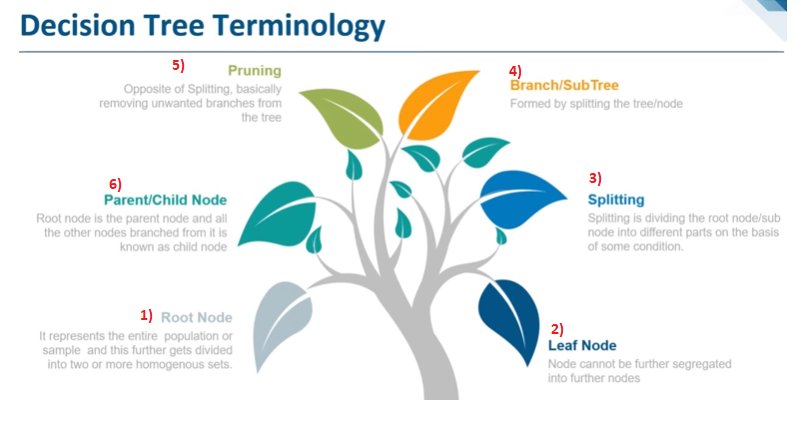 Decision Tree Terminology
5)
Pruning
Opposite of Splitting, basically
removing unwanted branches from
the tree
4)
Branch/SubTree
Formed by splitting the tree/node
6)
Parent/Child Node
Root node is the parent node and all
the other nodes branched from it is
known as child node
3)
Splitting
Splitting is dividing the root node/sub
node into different parts on the basis
of some condition.
1) Root Node
It represents the entire population or
sample and this further gets divided
into two or more homogenous sets.
2)
Leaf Node
Node cannot be further segregated
into further nodes